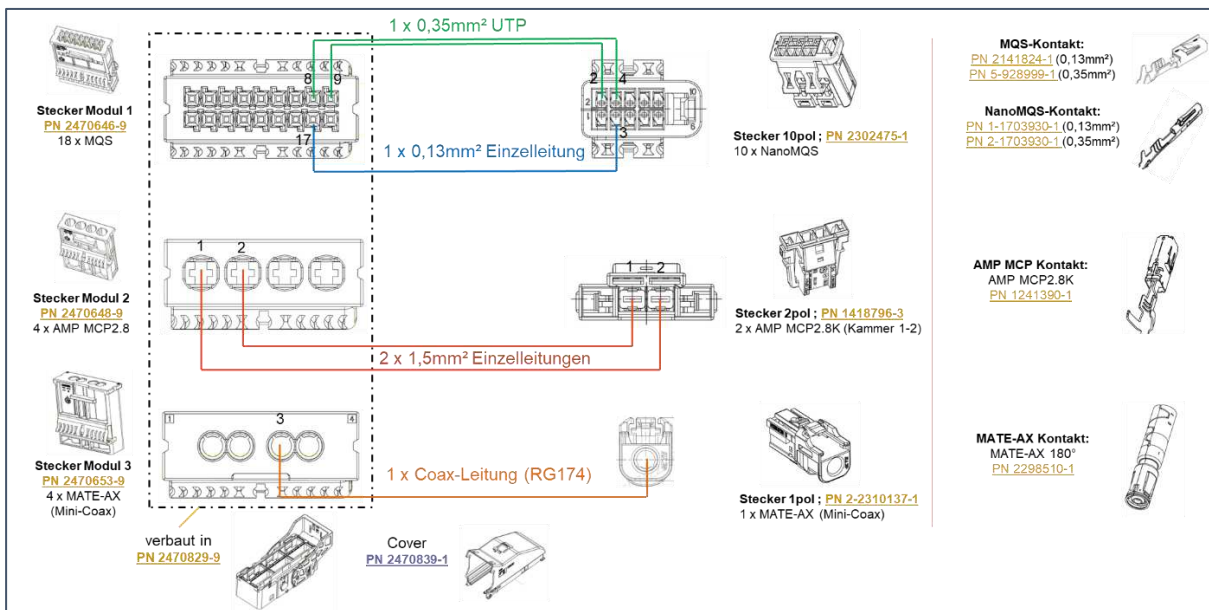 1 x 0,35mm² UTP
8 9
2 4
17
3
2
1
10
5
1 x 0,13mm² Einzelleitung
Stecker Modul 1
PN 2470646-9
18 x MQS
Stecker 10pol ; PN 2302475-1
10 x NanoMQS
MQS-Kontakt:
PN 2141824-1 (0,13mm²)
PN 5-928999-1 (0,35mm²)
NanoMQS-Kontakt:
PN 1-1703930-1 (0,13mm²)
PN 2-1703930-1 (0,35mm²)
Stecker Modul 2
PN 2470648-9
4 x AMP MCP2.8
1 2
1 2
2 x 1,5mm² Einzelleitungen
Stecker 2pol ; PN 1418796-3
2 x AMP MCP2.8K (Kammer 1-2)
AMP MCP Kontakt:
AMP MCP2.8K
PN 1241390-1
Stecker Modul 3
PN 2470653-9
4 x MATE-AX
(Mini-Coax)
1 3 4
1 x Coax-Leitung (RG174)
Stecker 1pol ; PN 2-2310137-1
1 x MATE-AX (Mini-Coax)
MATE-AX Kontakt:
MATE-AX 180°
PN 2298510-1
verbaut in
PN 2470829-9
Cover
PN 2470839-1